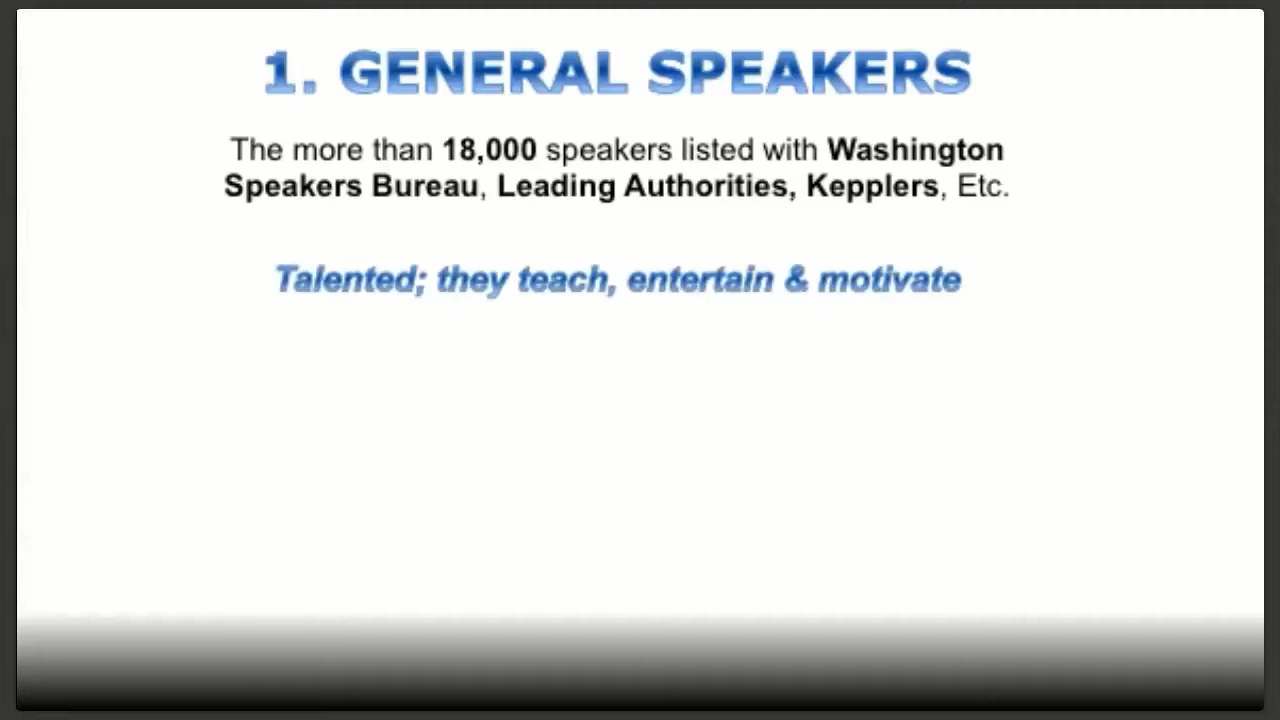 1. GENERAL SPEAKERS
The more than 18,000 speakers listed with Washington
Speakers Bureau, Leading Authorities, Kepplers, Etc.
Talented; they teach, entertain & motivate